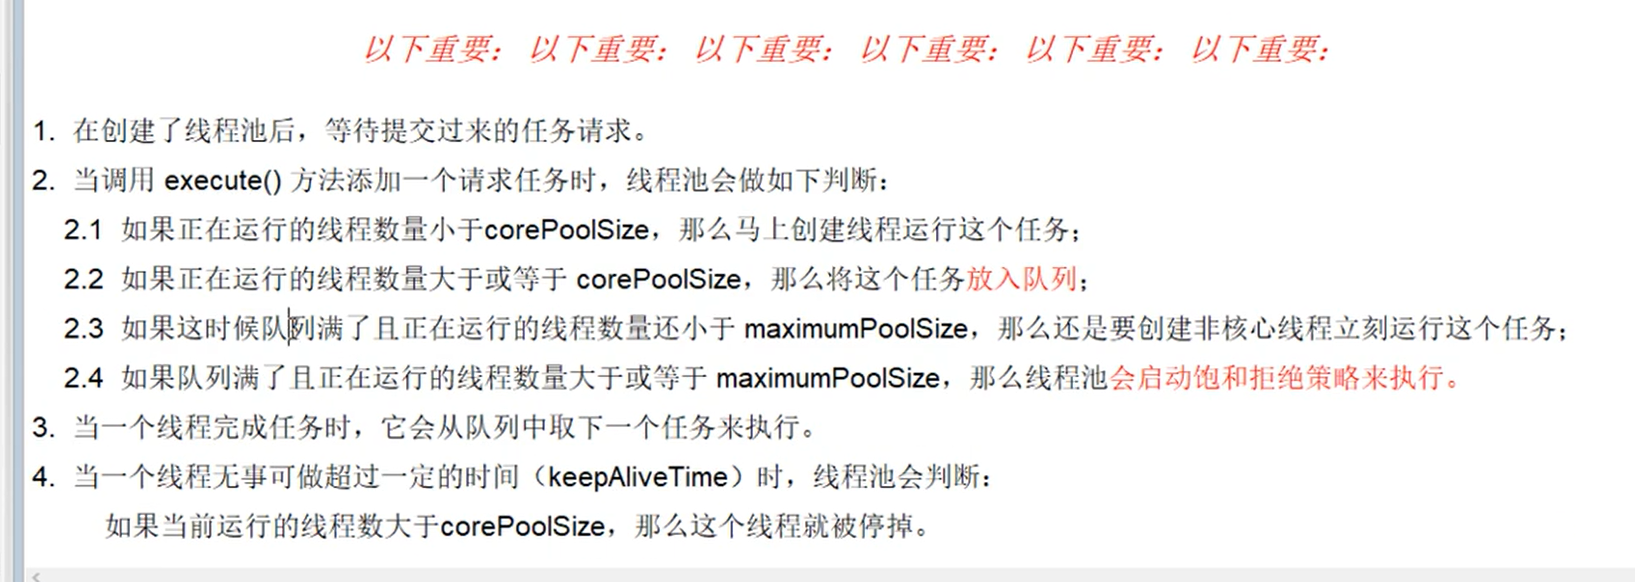 以下重要： 以下重要： 以下重要： 以下重要： 以下重要： 以下重要：
1. 在创建了线程池后，等待提交过来的任务请求。
2. 当调用 execute() 方法添加一个请求任务时，线程池会做如下判断：
2.1 如果正在运行的线程数量小于corePoolSize，那么马上创建线程运行这个任务；
2.2 如果正在运行的线程数量大于或等于 corePoolSize，那么将这个任务放入队列；
2.3 如果这时候队列满了且正在运行的线程数量还小于 maximumPoolSize，那么还是要创建非核心线程立刻运行这个任务；
2.4 如果队列满了且正在运行的线程数量大于或等于 maximumPoolSize，那么线程池会启动饱和拒绝策略来执行。
3. 当一个线程完成任务时，它会从队列中取下一个任务来执行。
4. 当一个线程无事可做超过一定的时间（keepAliveTime）时，线程池会判断：
如果当前运行的线程数大于corePoolSize，那么这个线程就被停掉。